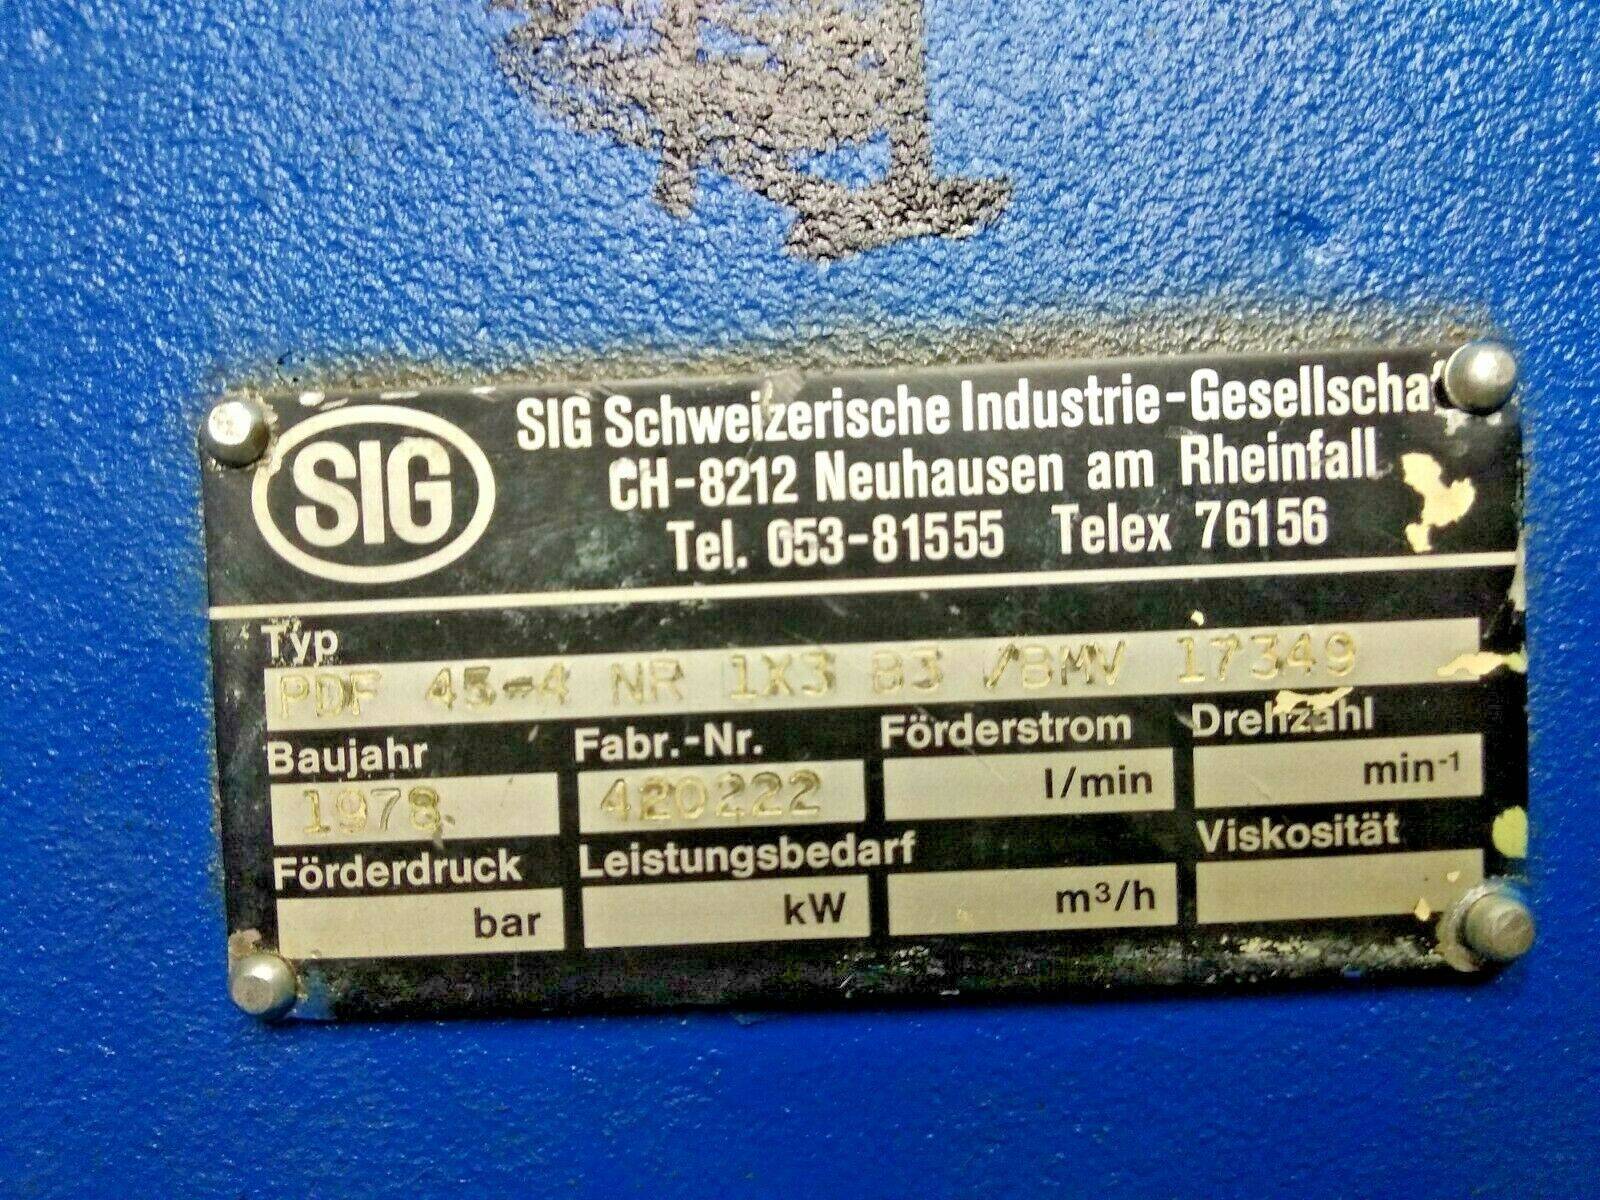 SIG
SIG Schweizerische Industrie-Gesellschaf
CH-8212 Neuhausen am Rheinfall
Tel. 053-81555 Telex 76156
Typ
PDF 45-4 NR 1X3 B3 /BMV 17349
Baujahr
Fabr.-Nr.
Förderstrom
Drehzahl
1978
420222
l/min
min-1
Förderdruck
Leistungsbedarf
Viskosität
bar
kW
m³/h